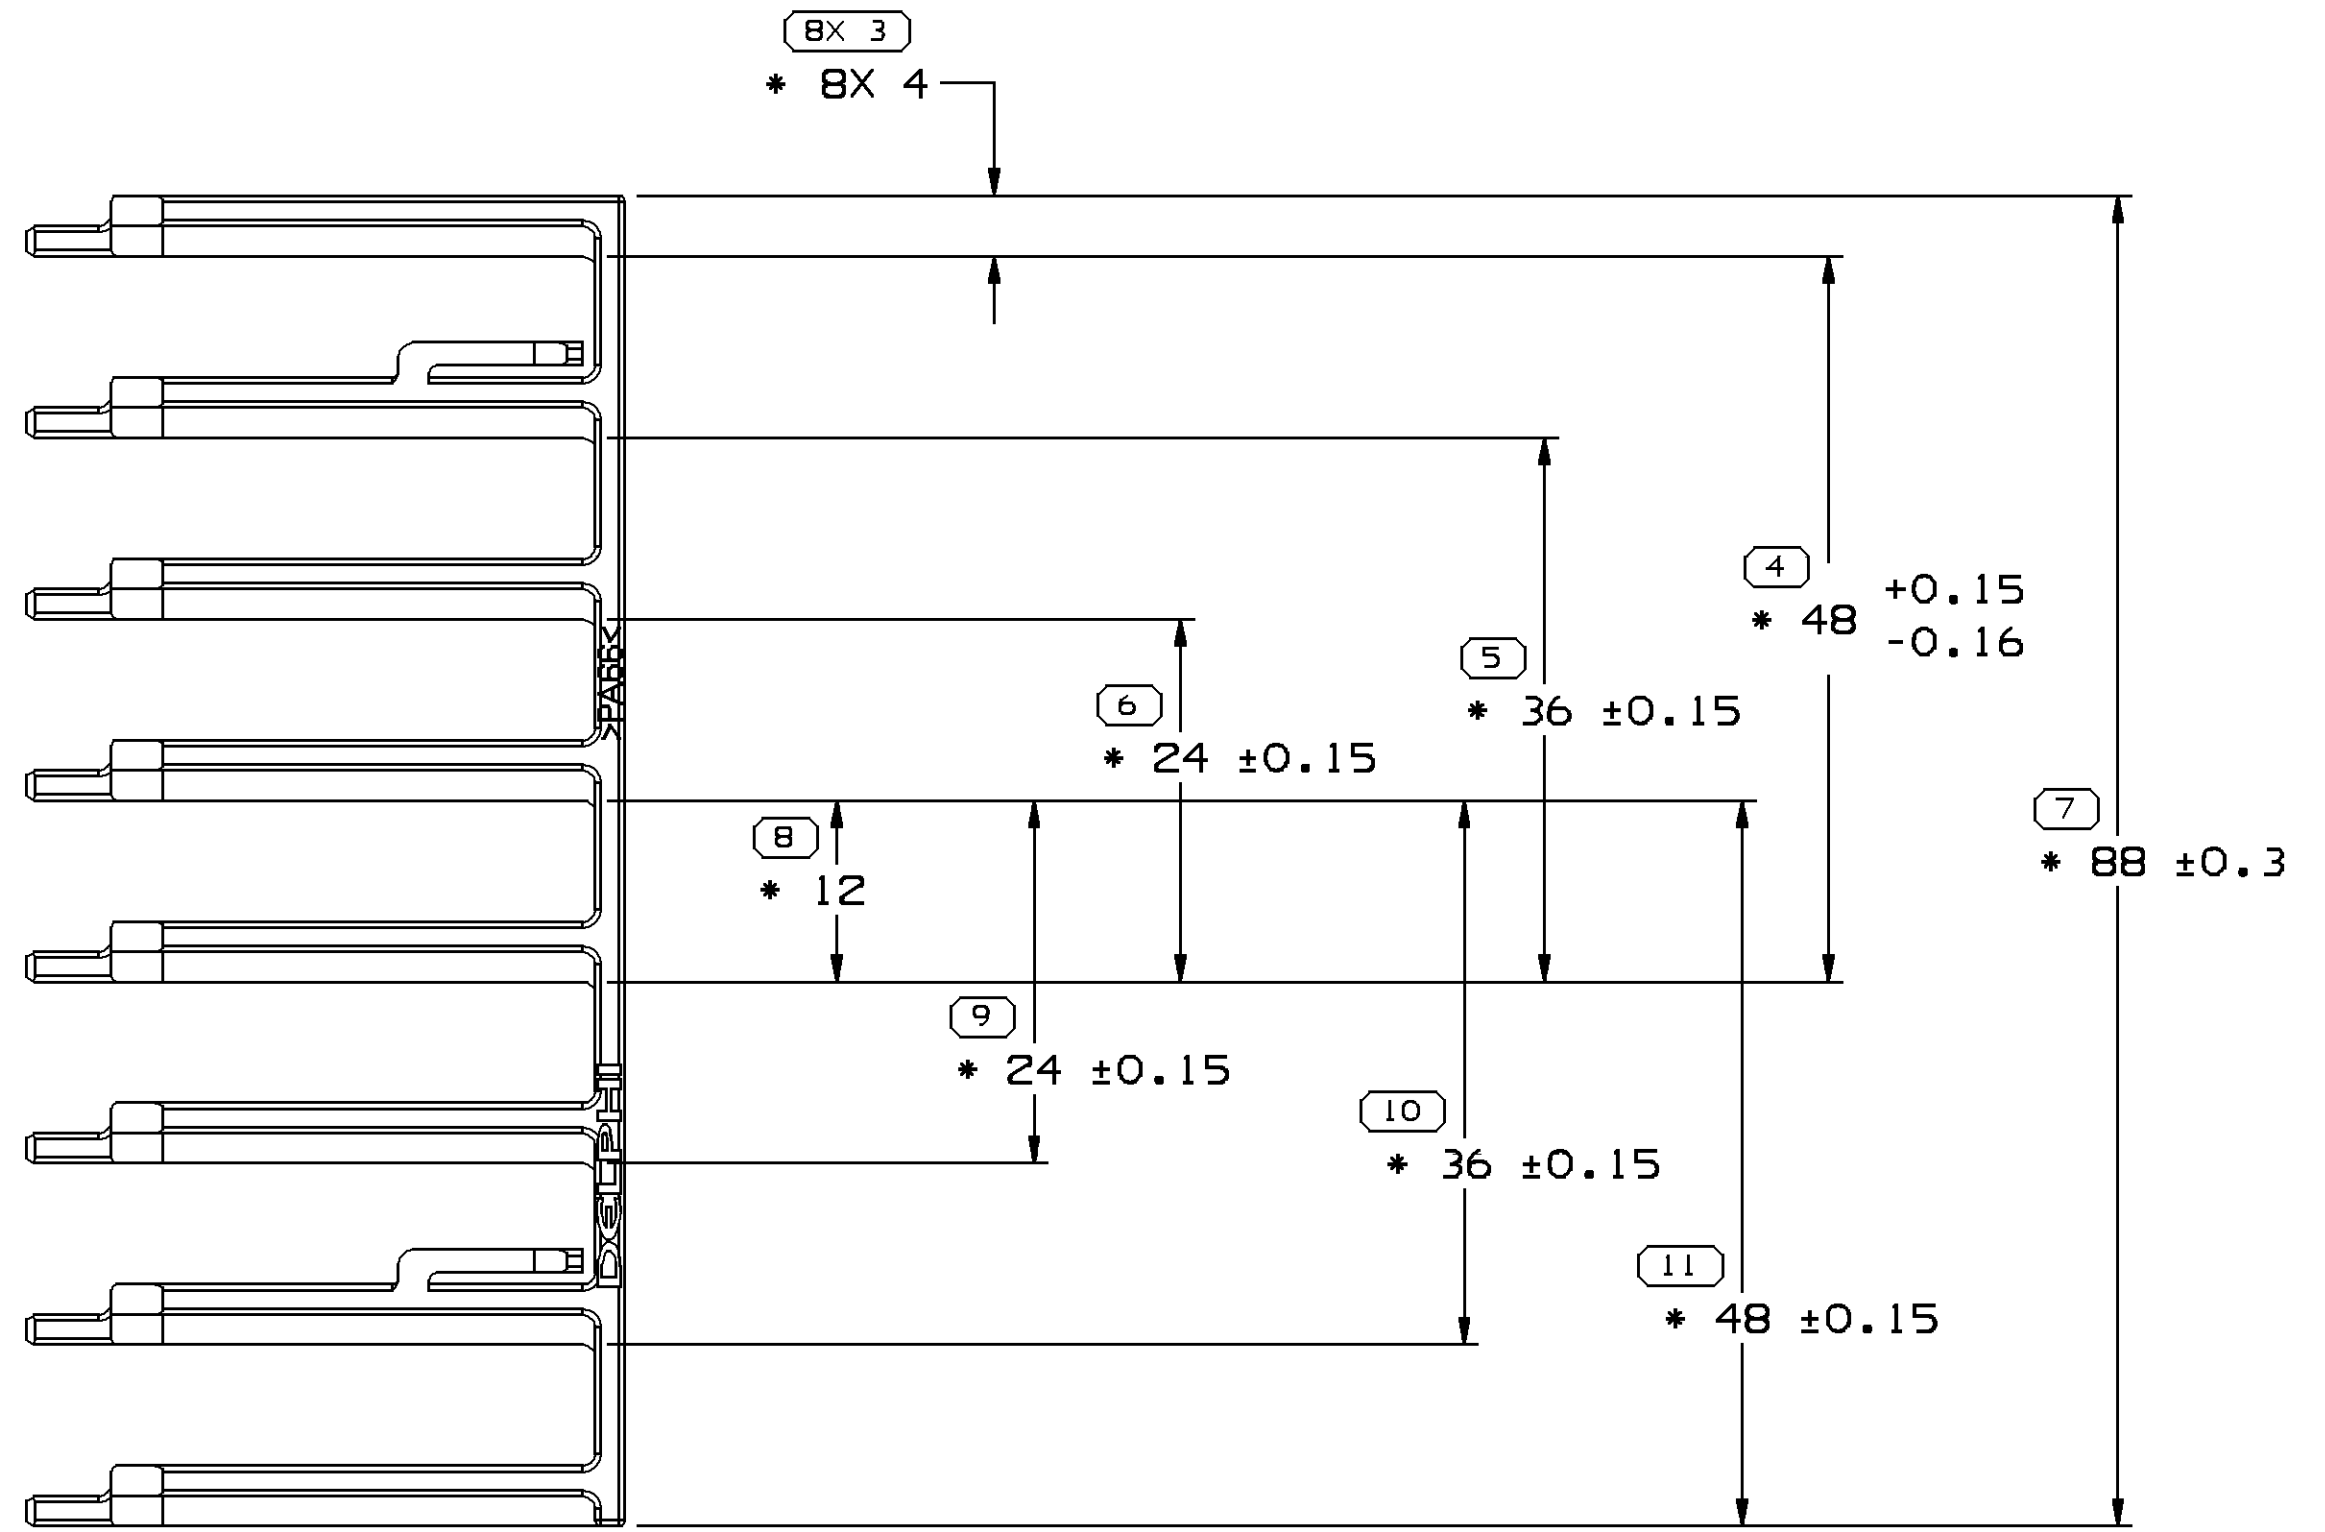 8X 3
* 8X 4
4
+0.15
* 48
-0.16
5
* 36 ±0.15
6
* 24 ±0.15
>PA66<
7
* 88 ±0.3
8
* 12
9
* 24 ±0.15
10
* 36 ±0.15
DeLPHI
11
* 48 ±0.15